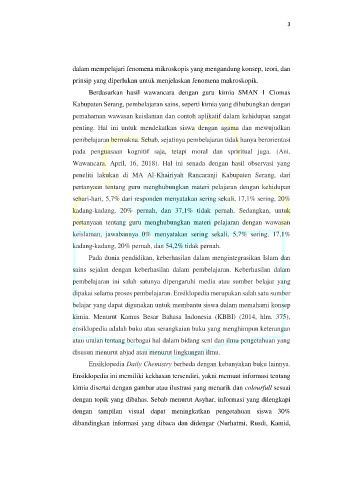 3
dalam mempelajari fenomena mikroskopis yang mengandung konsep, teori, dan
prinsip yang diperlukan untuk menjelaskan fenomena makroskopik.
Berdasarkan hasil wawancara dengan guru kimia SMAN 1 Ciomas
Kabupaten Serang, pembelajaran sains, seperti kimia yang dihubungkan dengan
pemahaman wawasan keislaman dan contoh aplikatif dalam kehidupan sangat
penting. Hal ini untuk mendekatkan siswa dengan agama dan mewujudkan
pembelajaran bermakna. Sebab, sejatinya pembelajaran tidak hanya berorientasi
pada penguasaan kognitif saja, tetapi moral dan spiritual juga. (Ani.
Wawancara. April, 16, 2018). Hal ini senada dengan hasil observasi yang
peneliti lakukan di MA Al-Khairiyah Rancaranji Kabupaten Serang, dari
pertanyaan tentang guru menghubungkan materi pelajaran dengan kehidupan
sehari-hari, 5,7% dari responden menyatakan sering sekali, 17,1% sering, 20%
kadang-kadang, 20% pernah, dan 37,1% tidak pernah. Sedangkan, untuk
pertanyaan tentang guru menghubungkan materi pelajaran dengan wawasan
keislaman, jawabannya 0% menyatakan sering sekali, 5,7% sering, 17,1%
kadang-kadang, 20% pernah, dan 54,2% tidak pernah.
Pada dunia pendidikan, keberhasilan dalam mengintegrasikan Islam dan
sains sejalan dengan keberhasilan dalam pembelajaran. Keberhasilan dalam
pembelajaran ini salah satunya dipengaruhi media atau sumber belajar yang
dipakai selama proses pembelajaran. Ensiklopedia merupakan salah satu sumber
belajar yang dapat digunakan untuk membantu siswa dalam memahami konsep
kimia. Menurut Kamus Besar Bahasa Indonesia (KBBI) (2014, hlm. 375),
ensiklopedia adalah buku atau serangkaian buku yang menghimpun keterangan
atau uraian tentang berbagai hal dalam bidang seni dan ilmu pengetahuan yang
disusun menurut abjad atau menurut lingkungan ilmu.
Ensiklopedia Daily Chemistry berbeda dengan kebanyakan buku lainnya.
Ensiklopedia ini memiliki kekhasan tersendiri, yakni memuat informasi tentang
kimia disertai dengan gambar atau ilustrasi yang menarik dan colourfull sesuai
dengan topik yang dibahas. Sebab menurut Asyhar, informasi yang dilengkapi
dengan tampilan visual dapat meningkatkan pengetahuan siswa 30%
dibandingkan informasi yang dibaca dan didengar (Nurhatmi, Rusdi, Kamid,